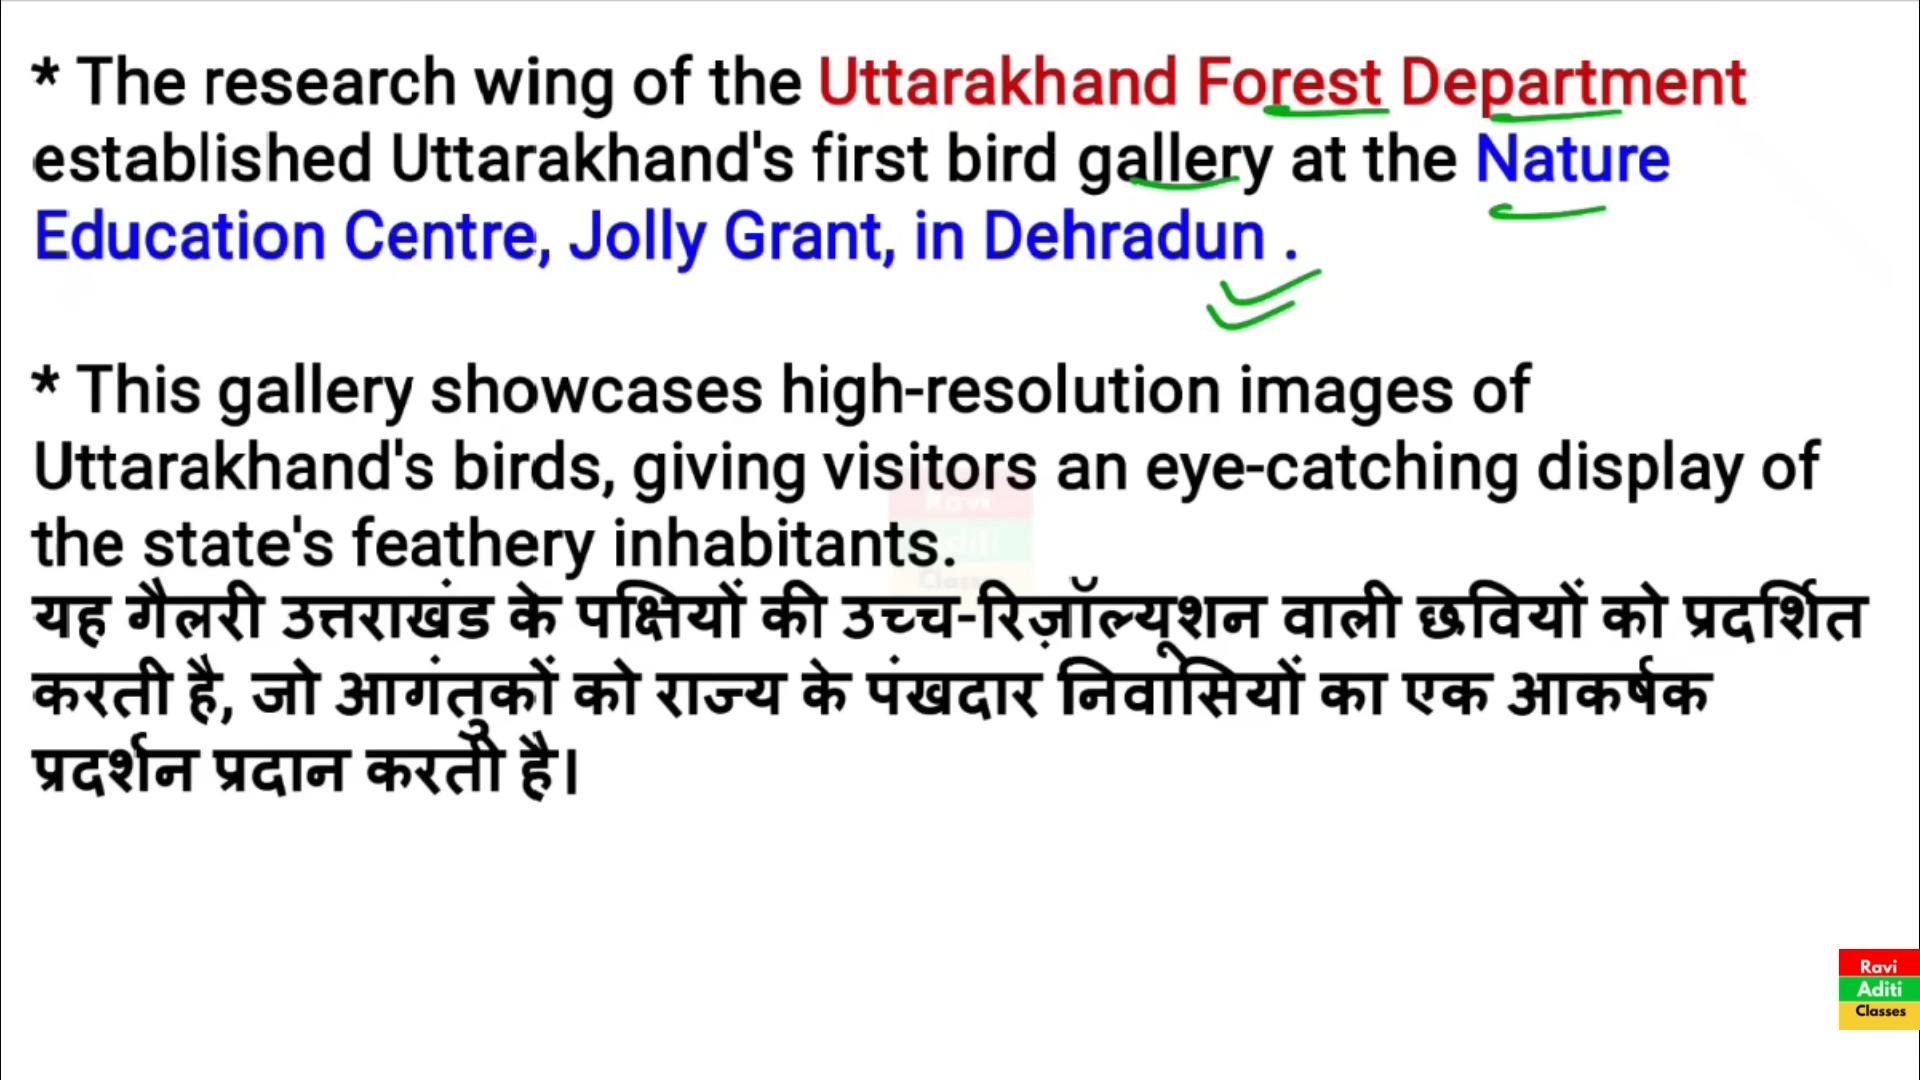 * The research wing of the Uttarakhand Forest Department
established Uttarakhand's first bird gallery at the Nature
Education Centre, Jolly Grant, in Dehradun .
* This gallery showcases high-resolution images of
Uttarakhand's birds, giving visitors an eye-catching display of
the state's feathery inhabitants.
यह गैलरी उत्तराखंड के पक्षियों की उच्च-रिज़ॉल्यूशन वाली छवियों को प्रदर्शित
करती है, जो आगंतुकों को राज्य के पंखदार निवासियों का एक आकर्षक
प्रदर्शन प्रदान करती है।
Ravi
Aditi
Classes
Ravi
Aditi
Classes